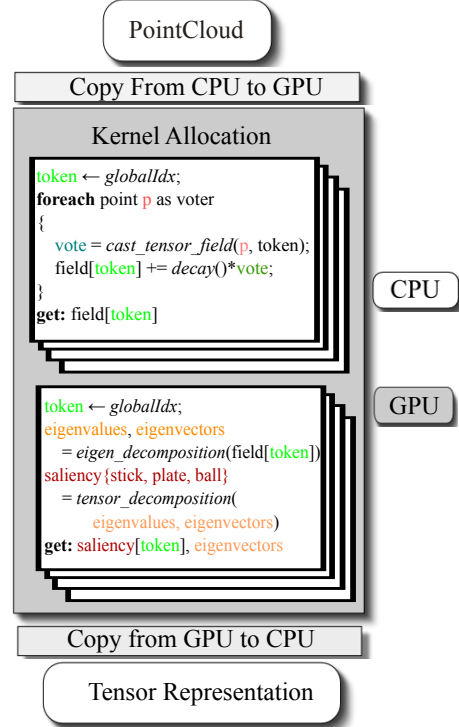 PointCloud
Copy From CPU to GPU
Kernel Allocation
token ← globalIdx;
foreach point p as voter
{
vote = cast_tensor_field(p, token);
field[token] += decay()*vote;
}
get: field[token]
CPU
GPU
token ← globalIdx;
eigenvalues, eigenvectors
= eigen_decomposition(field[token])
saliency{stick, plate, ball}
= tensor_decomposition(
eigenvalues, eigenvectors)
get: saliency[token], eigenvectors
Copy from GPU to CPU
Tensor Representation